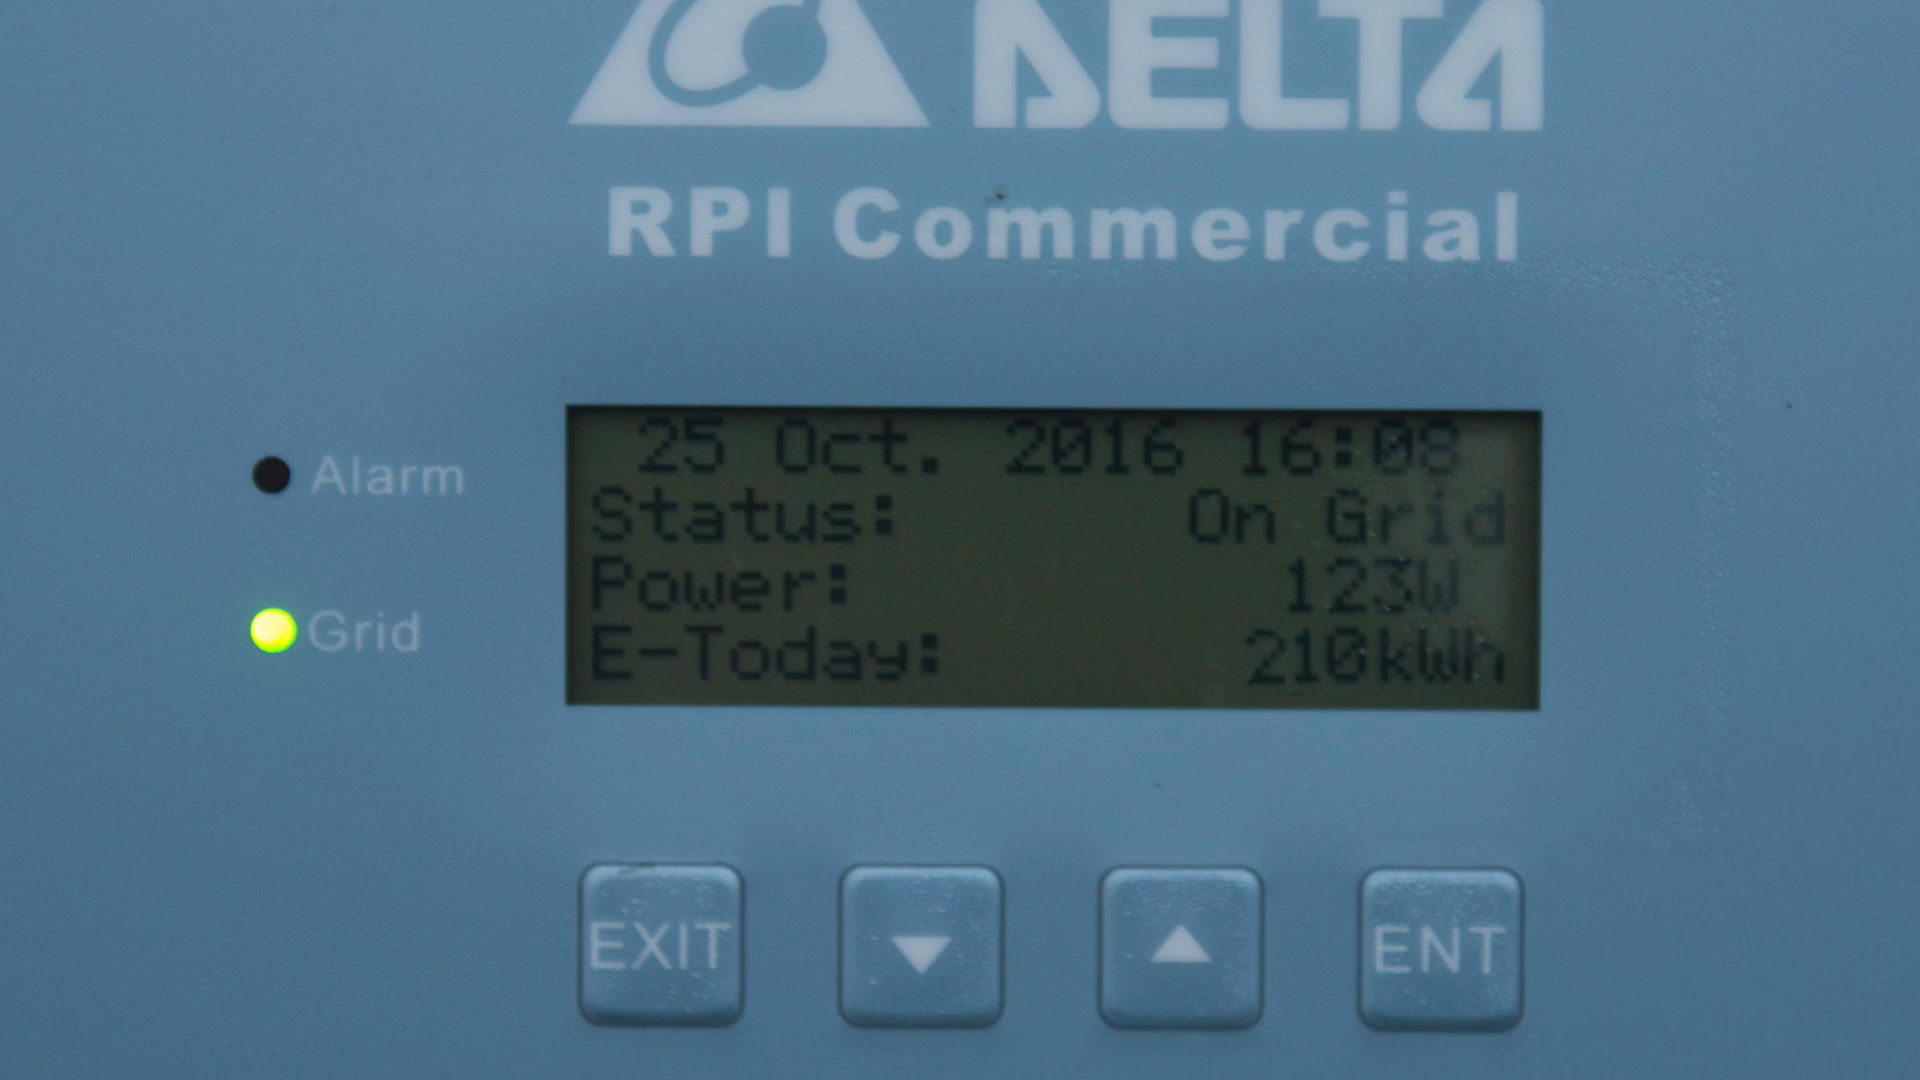 DELTA
RPI Commercial
25 Oct. 2016 16:08
Alarm
Status: On Grid
Power: 123W
Grid
E-Today: 210kWh
EXIT ENT